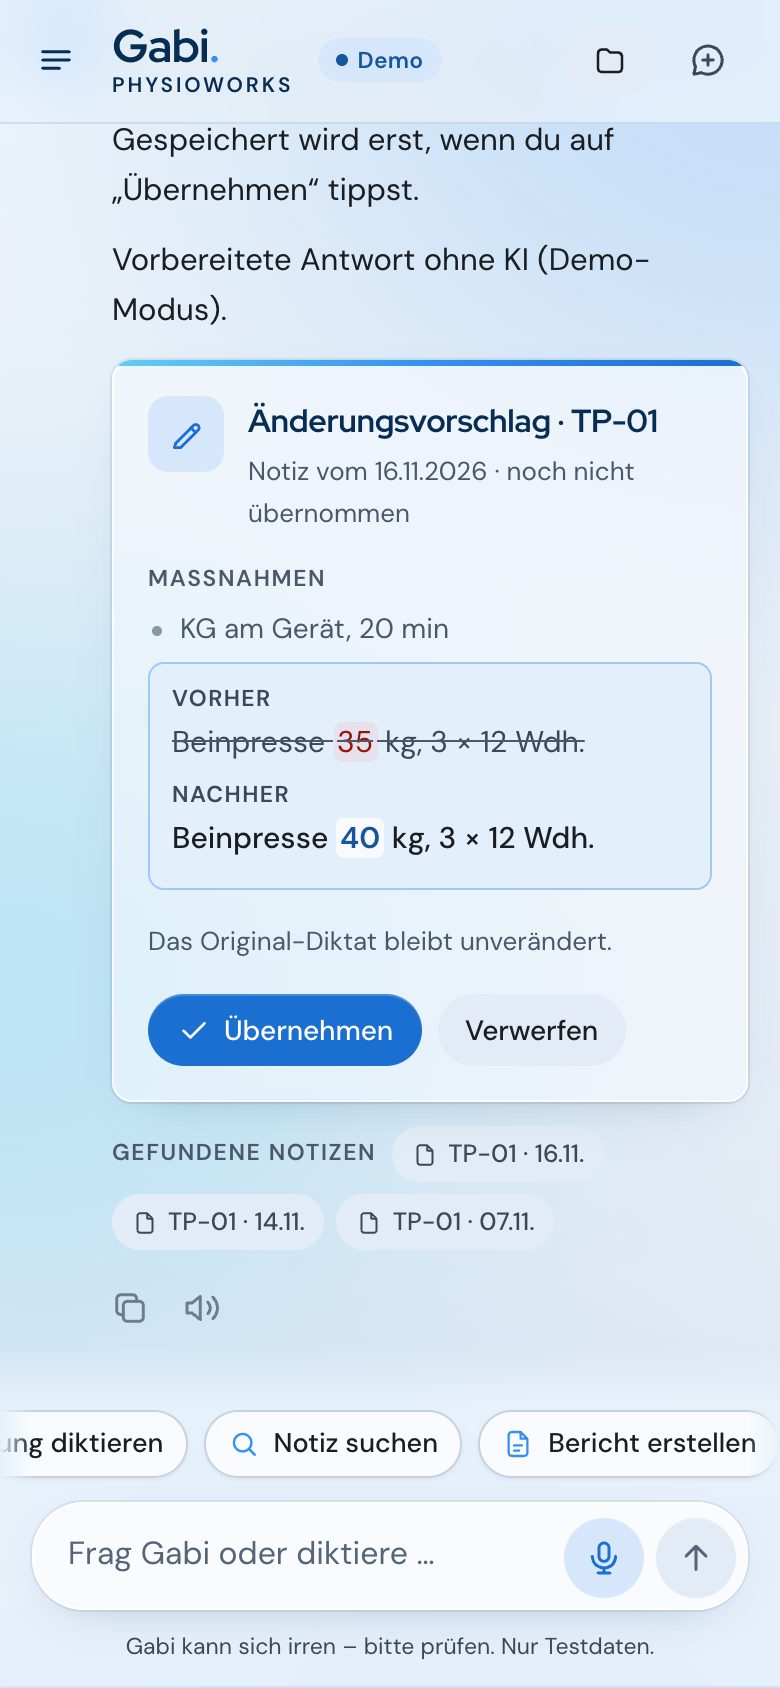 Gabi.
PHYSIOWORKS
Demo
Gespeichert wird erst, wenn du auf
„Übernehmen“ tippst.
Vorbereitete Antwort ohne KI (Demo-
Modus).
Änderungsvorschlag · TP-01
Notiz vom 16.11.2026 · noch nicht
übernommen
MASSNAHMEN
KG am Gerät, 20 min
VORHER
Beinpresse 35 kg, 3 × 12 Wdh.
NACHHER
Beinpresse 40 kg, 3 × 12 Wdh.
Das Original-Diktat bleibt unverändert.
Übernehmen Verwerfen
GEFUNDENE NOTIZEN TP-01 · 16.11.
TP-01 · 14.11. TP-01 · 07.11.
ung diktieren Notiz suchen Bericht erstellen
Frag Gabi oder diktiere ...
Gabi kann sich irren – bitte prüfen. Nur Testdaten.